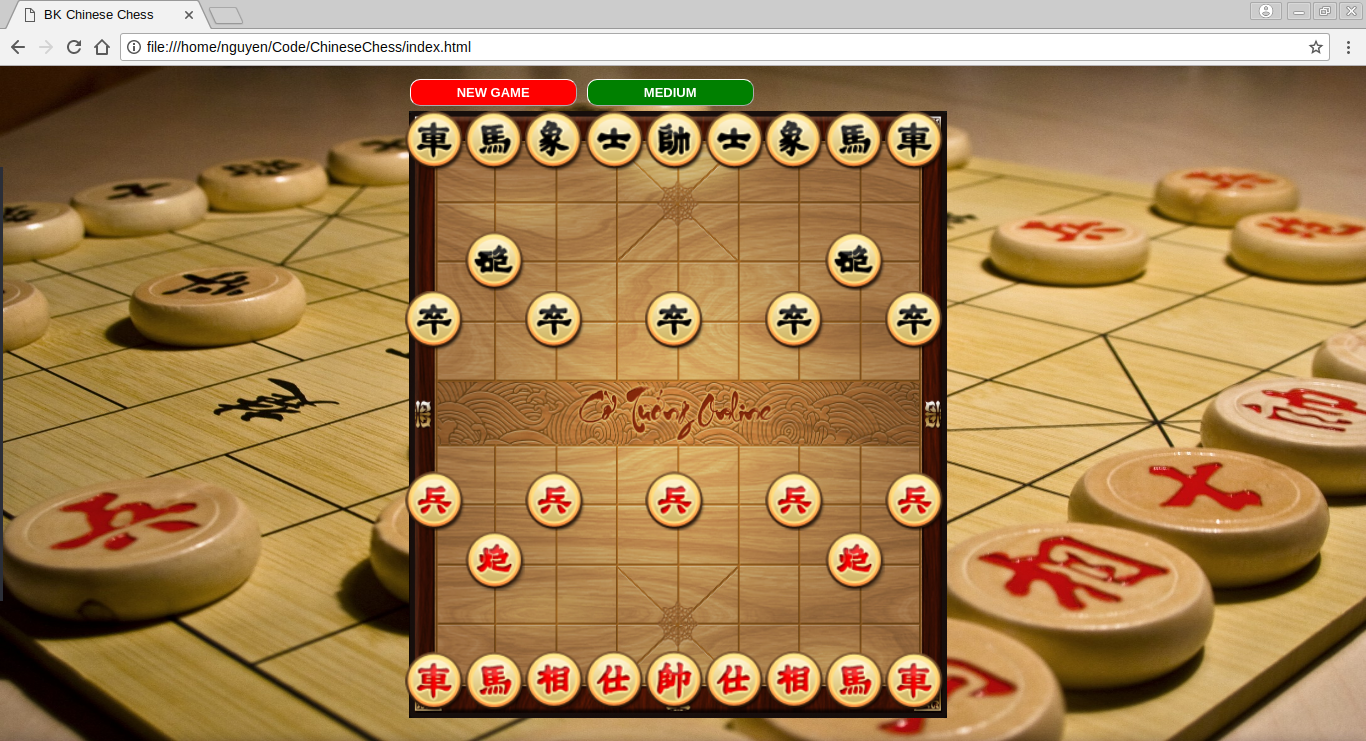 BK Chinese Chess
file:///home/nguyen/Code/ChineseChess/index.html
NEW GAME MEDIUM
車 馬 象 士 帥 士 象 馬 車
砲 砲
卒 卒 卒 卒 卒
Cờ Tướng Online
兵 兵 兵 兵 兵
炮 炮
車 馬 相 仕 帥 仕 相 馬 車